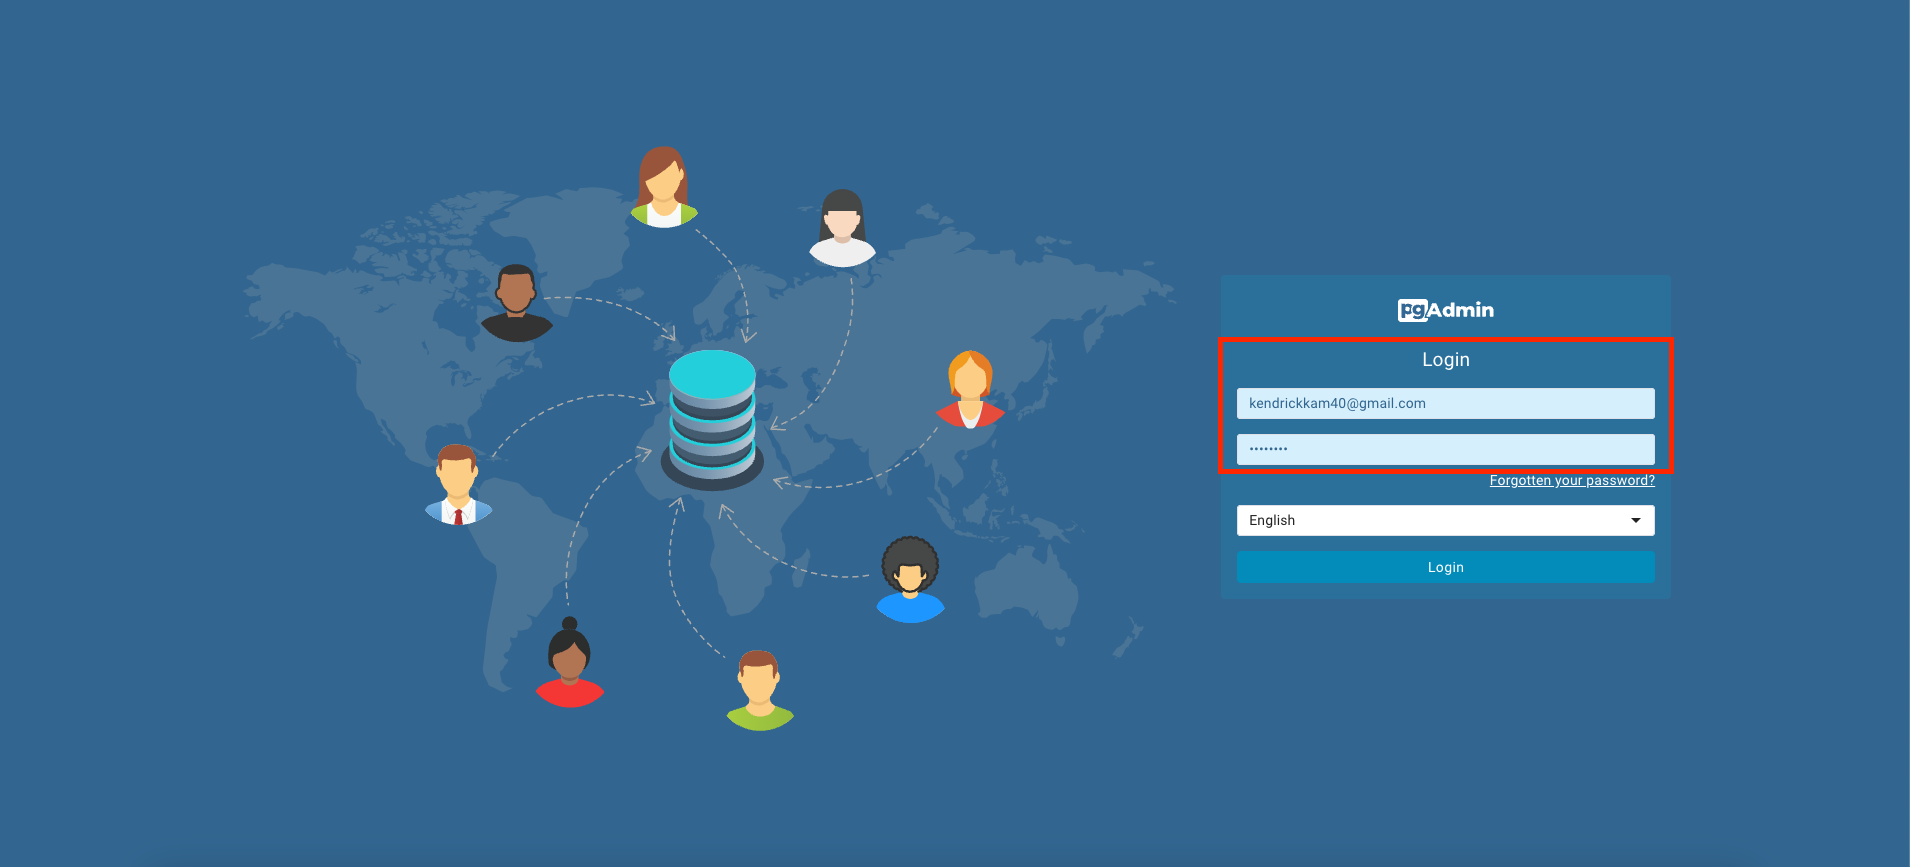 pgAdmin
Login
kendrickkam40@gmail.com
••••••••
Forgotten your password?
English
Login